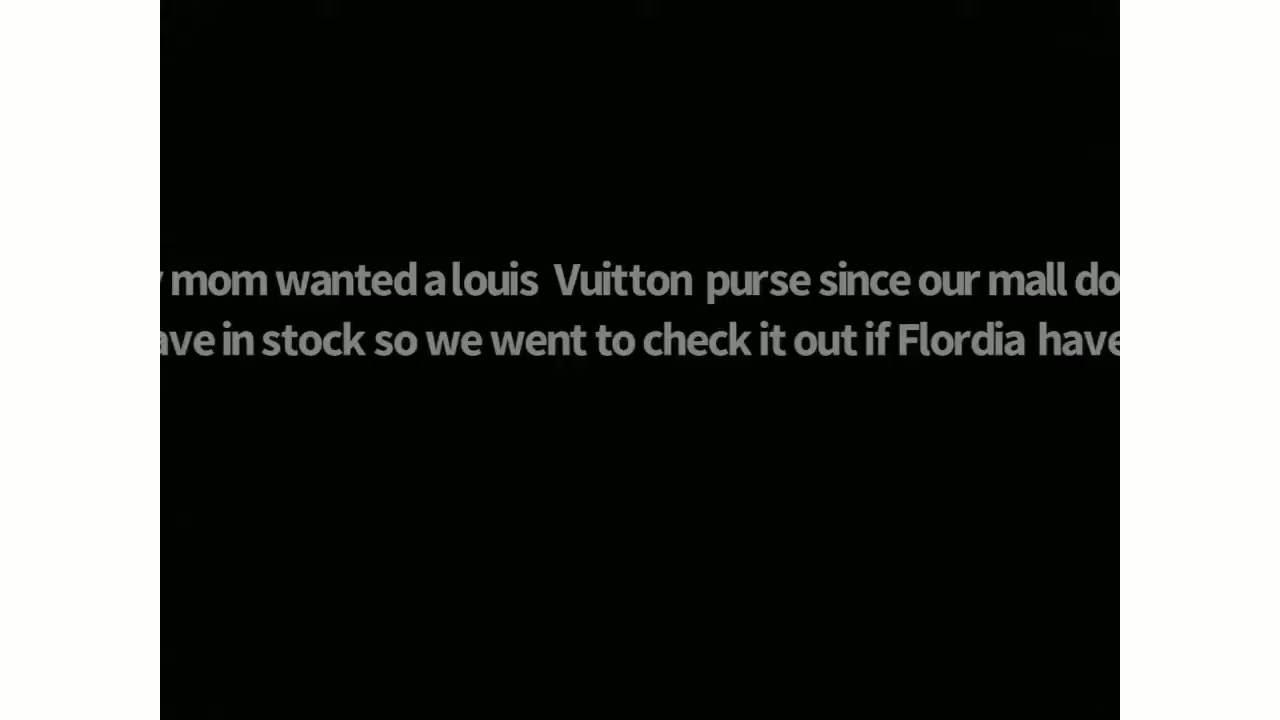 mom wanted a louis Vuitton purse since our mall do
ave in stock so we went to check it out if Flordia have